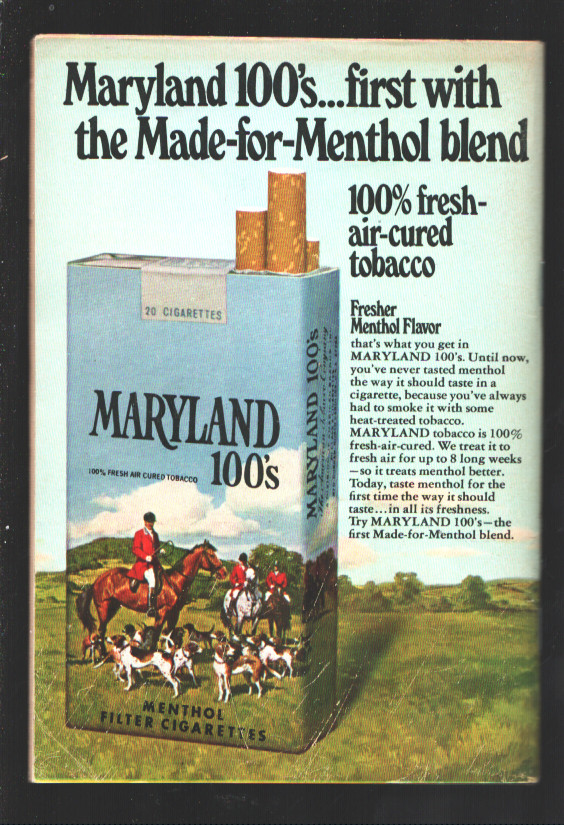 Maryland 100's...first with
the Made-for-Menthol blend
100% fresh-
air-cured
tobacco
Fresher
Menthol Flavor
that's what you get in
MARYLAND 100's. Until now,
you've never tasted menthol
the way it should taste in a
cigarette, because you've always
had to smoke it with some
heat-treated tobacco.
MARYLAND tobacco is 100%
fresh-air-cured. We treat it to
fresh air for up to 8 long weeks
—so it treats menthol better.
Today, taste menthol for the
first time the way it should
taste...in all its freshness.
Try MARYLAND 100's—the
first Made-for-Menthol blend.
20 CIGARETTES
MARYLAND
100's
100% FRESH AIR CURED TOBACCO
MENTHOL
FILTER CIGARETTES
MARYLAND 100's